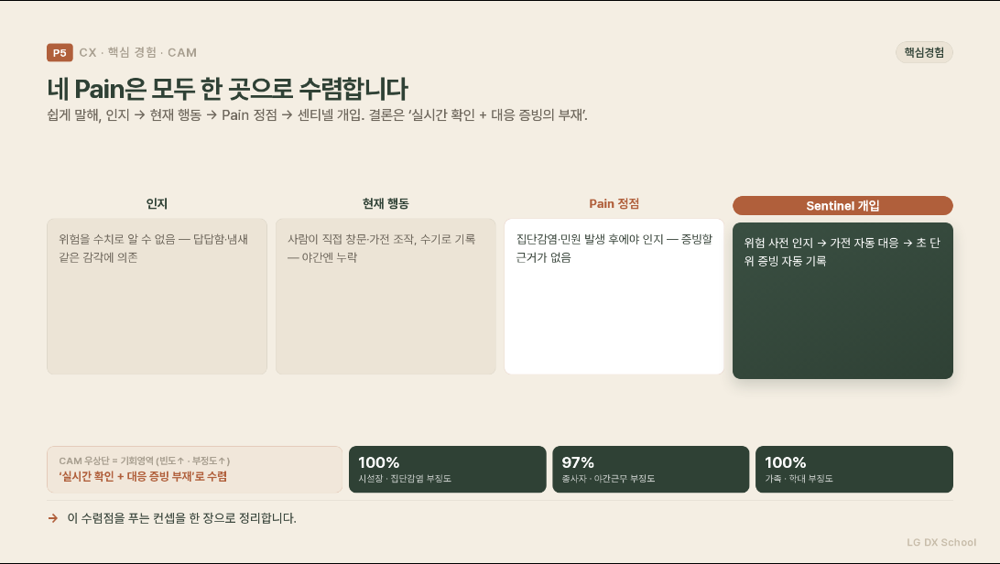 P5 CX · 핵심 경험 · CAM
핵심경험
네 Pain은 모두 한 곳으로 수렴합니다
쉽게 말해, 인지 → 현재 행동 → Pain 정점 → 센티넬 개입. 결론은 ‘실시간 확인 + 대응 증빙의 부재’.
인지
위험을 수치로 알 수 없음 — 답답함·냄새
같은 감각에 의존
현재 행동
사람이 직접 창문·가전 조작, 수기로 기록
— 야간엔 누락
Pain 정점
집단감염·민원 발생 후에야 인지 — 증빙할
근거가 없음
Sentinel 개입
위험 사전 인지 → 가전 자동 대응 → 초 단
위 증빙 자동 기록
CAM 우상단 = 기회영역 (빈도↑ · 부정도↑)
‘실시간 확인 + 대응 증빙 부재’로 수렴
100%
시설장 · 집단감염 부정도
97%
종사자 · 야간근무 부정도
100%
가족 · 학대 부정도
→ 이 수렴점을 푸는 컨셉을 한 장으로 정리합니다.
LG DX School